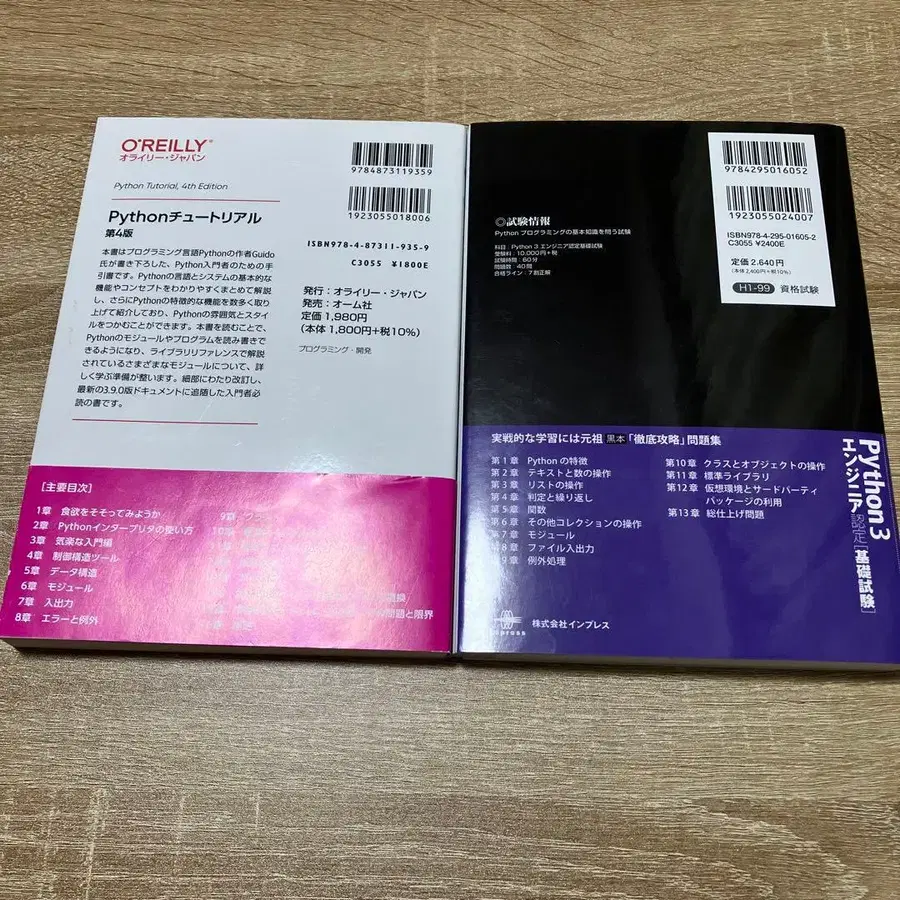 O'REILLY
オライリー・ジャパン
Python Tutorial, 4th Edition
Pythonチュートリアル
第4版
本書はプログラミング言語Pythonの作者Guido
氏が書き下ろした、Python入門者のための手
引書です。Pythonの言語とシステムの基本的な
機能やコンセプトをわかりやすくまとめて解説
し、さらにPythonの特徴的な機能を数多く取り
上げて紹介しており、Pythonの雰囲気とスタイ
ルをつかむことができます。本書を読むことで、
Pythonのモジュールやプログラムを読み書きで
きるようになり、ライブラリリファレンスで解説
されているさまざまなモジュールについて、詳
しく学ぶ準備が整います。細部にわたり改訂し、
最新の3.9.0版ドキュメントに追随した入門者必
読の書です。
9784873119359
1923055018006
ISBN978-4-87311-935-9
C3055 ¥1800E
発行：オライリー・ジャパン
発売：オーム社
定価1,980円
（本体1,800円+税10%）
プログラミング・開発
［主要目次］
1章 食欲をそそってみようか
2章 Pythonインタープリタの使い方
3章 気楽な入門編
4章 制御構造ツール
5章 データ構造
6章 モジュール
7章 入出力
8章 エラーと例外
9章 クラス
問題と限界
◎試験情報
Pythonプログラミングの基本知識を問う試験
科目：Python 3 エンジニア認定基礎試験
受験料：10,000円+税
試験時間：60分
問題数：40問
合格ライン：7割正解
9784295016052
1923055024007
ISBN978-4-295-01605-2
C3055 ¥2400E
定価2,640円
（本体2,400円+税10%）
H1-99 資格試験
実戦的な学習には元祖 黒本「徹底攻略」問題集
第1章 Pythonの特徴
第2章 テキストと数の操作
第3章 リストの操作
第4章 判定と繰り返し
第5章 関数
第6章 その他コレクションの操作
第7章 モジュール
第8章 ファイル入出力
第9章 例外処理
第10章 クラスとオブジェクトの操作
第11章 標準ライブラリ
第12章 仮想環境とサードパーティ
パッケージの利用
第13章 総仕上げ問題
impress
株式会社インプレス
Python 3
エンジニア認定［基礎試験］